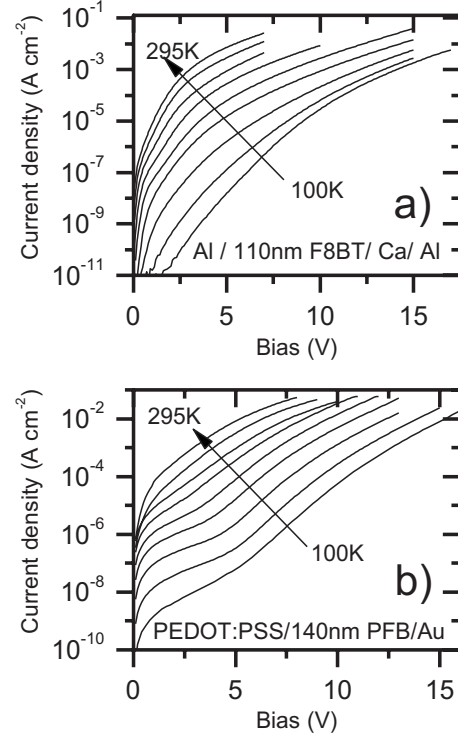 10^-1
10^-3
10^-5
10^-7
10^-9
10^-11
Current density (A cm^-2)
295K
100K
a)
Al / 110nm F8BT/ Ca/ Al
0 5 10 15
Bias (V)
10^-2
10^-4
10^-6
10^-8
10^-10
Current density (A cm^-2)
295K
100K
b)
PEDOT:PSS/140nm PFB/Au
0 5 10 15
Bias (V)